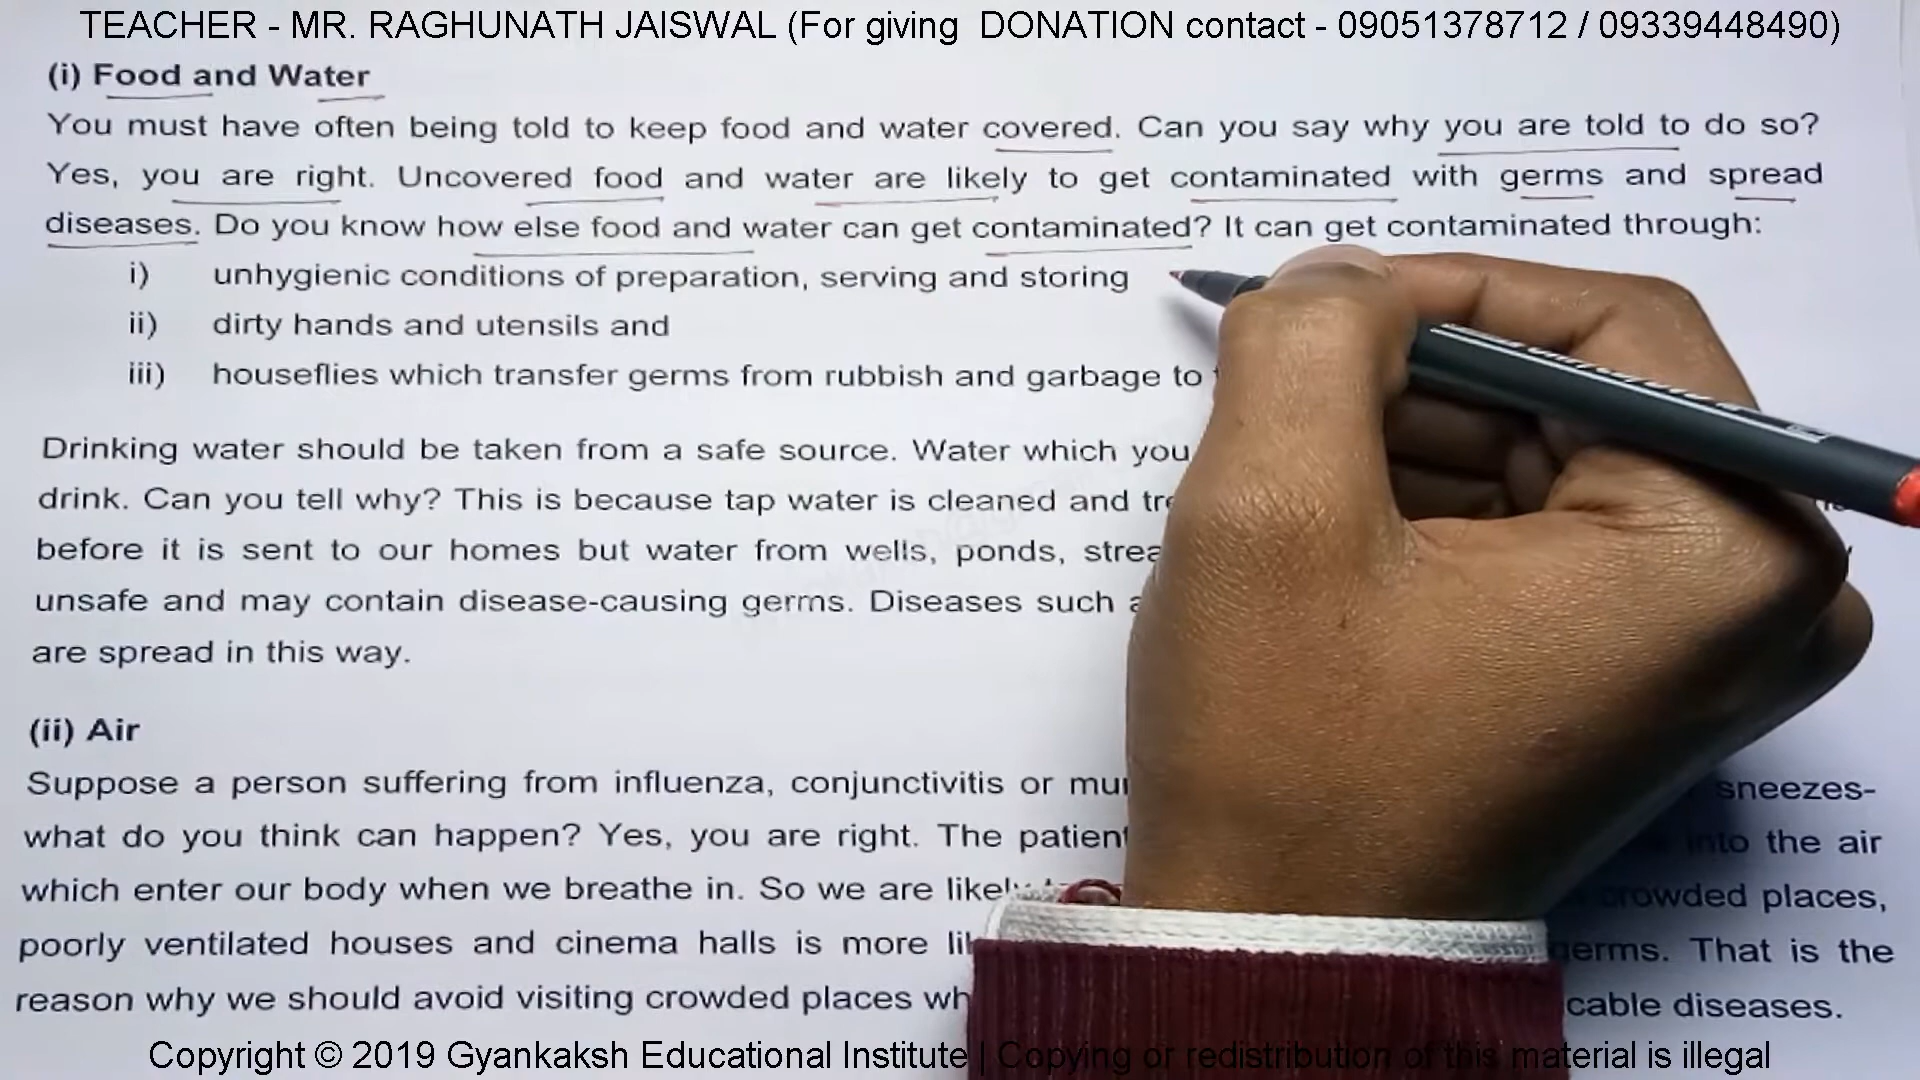 TEACHER - MR. RAGHUNATH JAISWAL (For giving DONATION contact - 09051378712 / 09339448490)
(i) Food and Water
You must have often being told to keep food and water covered. Can you say why you are told to do so?
Yes, you are right. Uncovered food and water are likely to get contaminated with germs and spread
diseases. Do you know how else food and water can get contaminated? It can get contaminated through:
i) unhygienic conditions of preparation, serving and storing
ii) dirty hands and utensils and
iii) houseflies which transfer germs from rubbish and garbage to
Drinking water should be taken from a safe source. Water which you
drink. Can you tell why? This is because tap water is cleaned and
before it is sent to our homes but water from wells, ponds,
unsafe and may contain disease-causing germs. Diseases such
are spread in this way.
(ii) Air
Suppose a person suffering from influenza, conjunctivitis or sneezes-
what do you think can happen? Yes, you are right. The patient into the air
which enter our body when we breathe in. So we are likely crowded places,
poorly ventilated houses and cinema halls is more germs. That is the
reason why we should avoid visiting crowded places diseases.
Copyright © 2019 Gyankaksh Educational Institute | Copying or redistribution of this material is illegal